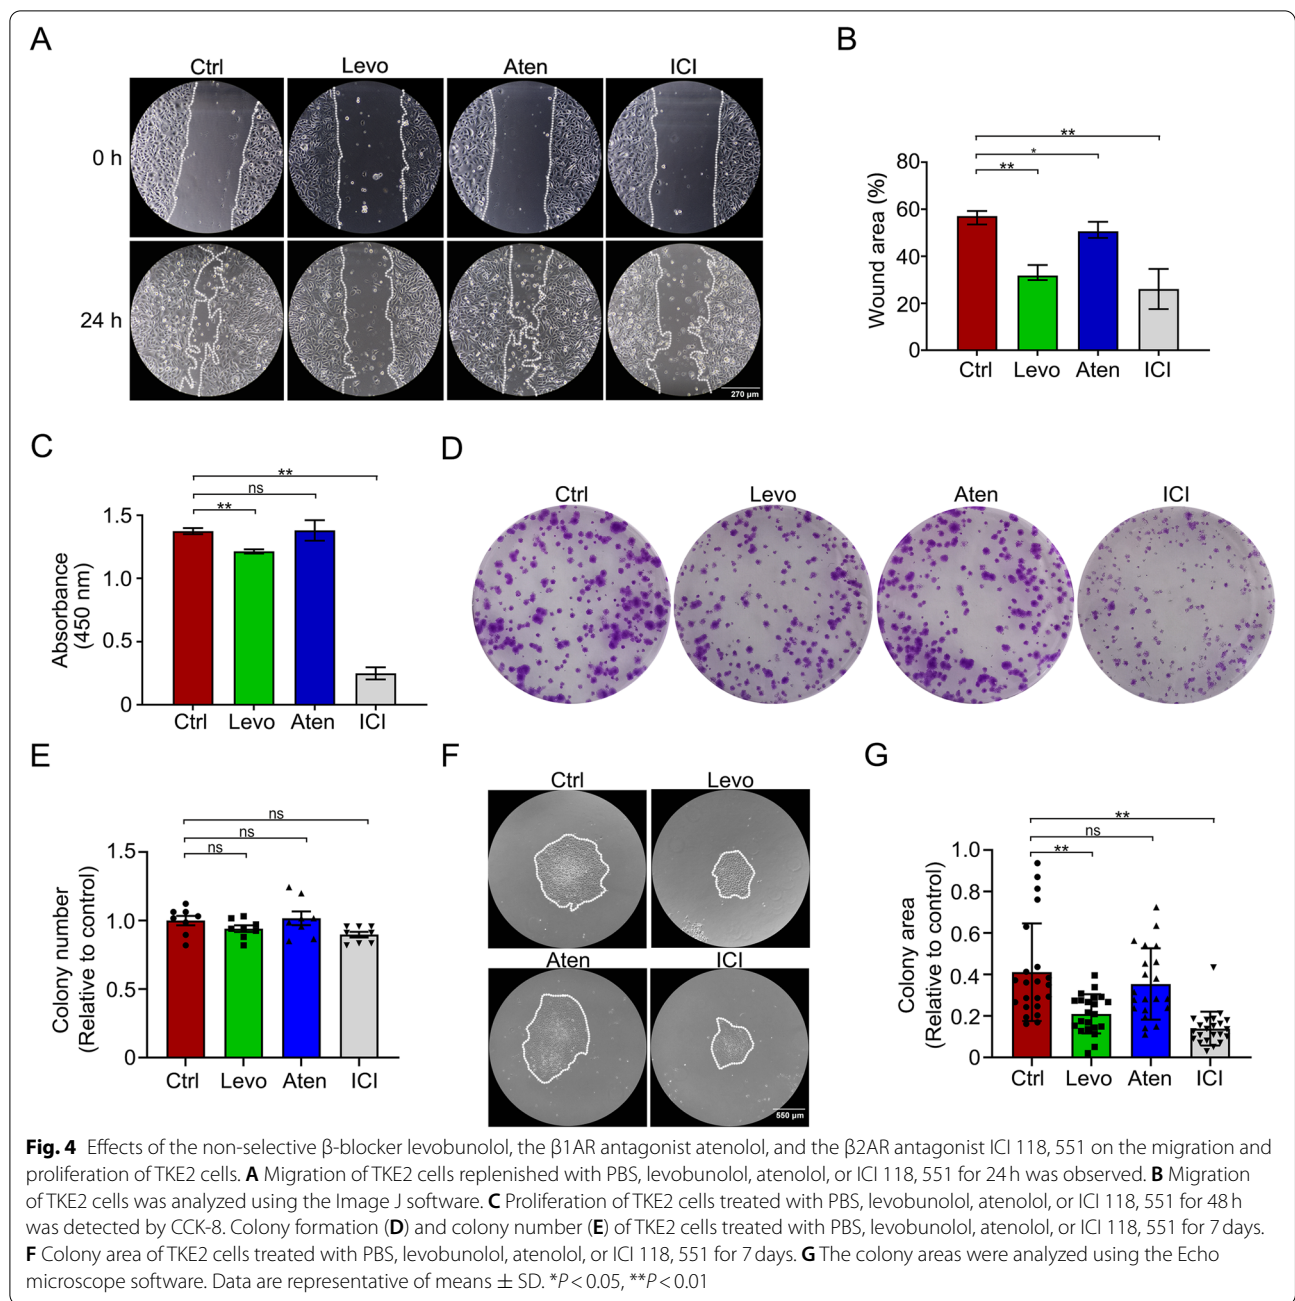 A
Ctrl
Levo
Aten
ICI
0 h
24 h
270 µm
B
Wound area (%)
80
60
40
20
0
**
*
**
Ctrl
Levo
Aten
ICI
C
Absorbance
(450 nm)
1.5
1.0
0.5
0
**
ns
**
Ctrl
Levo
Aten
ICI
D
Ctrl
Levo
Aten
ICI
E
Colony number
(Relative to control)
1.5
1.0
0.5
0
ns
ns
ns
Ctrl
Levo
Aten
ICI
F
Ctrl
Levo
Aten
ICI
550 µm
G
Colony area
(Relative to control)
1.0
0.8
0.6
0.4
0.2
0
**
ns
**
Ctrl
Levo
Aten
ICI
Fig. 4 Effects of the non-selective β-blocker levobunolol, the β1AR antagonist atenolol, and the β2AR antagonist ICI 118, 551 on the migration and
proliferation of TKE2 cells. A Migration of TKE2 cells replenished with PBS, levobunolol, atenolol, or ICI 118, 551 for 24 h was observed. B Migration
of TKE2 cells was analyzed using the Image J software. C Proliferation of TKE2 cells treated with PBS, levobunolol, atenolol, or ICI 118, 551 for 48 h
was detected by CCK-8. Colony formation (D) and colony number (E) of TKE2 cells treated with PBS, levobunolol, atenolol, or ICI 118, 551 for 7 days.
F Colony area of TKE2 cells treated with PBS, levobunolol, atenolol, or ICI 118, 551 for 7 days. G The colony areas were analyzed using the Echo
microscope software. Data are representative of means ± SD. *P < 0.05, **P < 0.01